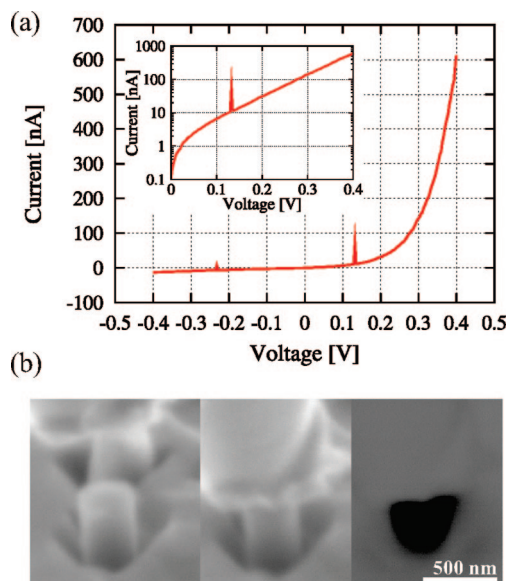 (a)
700
600
500
400
300
200
100
0
-100
Current [nA]
-0.5 -0.4 -0.3 -0.2 -0.1 0 0.1 0.2 0.3 0.4 0.5
Voltage [V]
1000
100
10
1
0.1
Current [nA]
0 0.1 0.2 0.3 0.4
Voltage [V]
(b)
500 nm